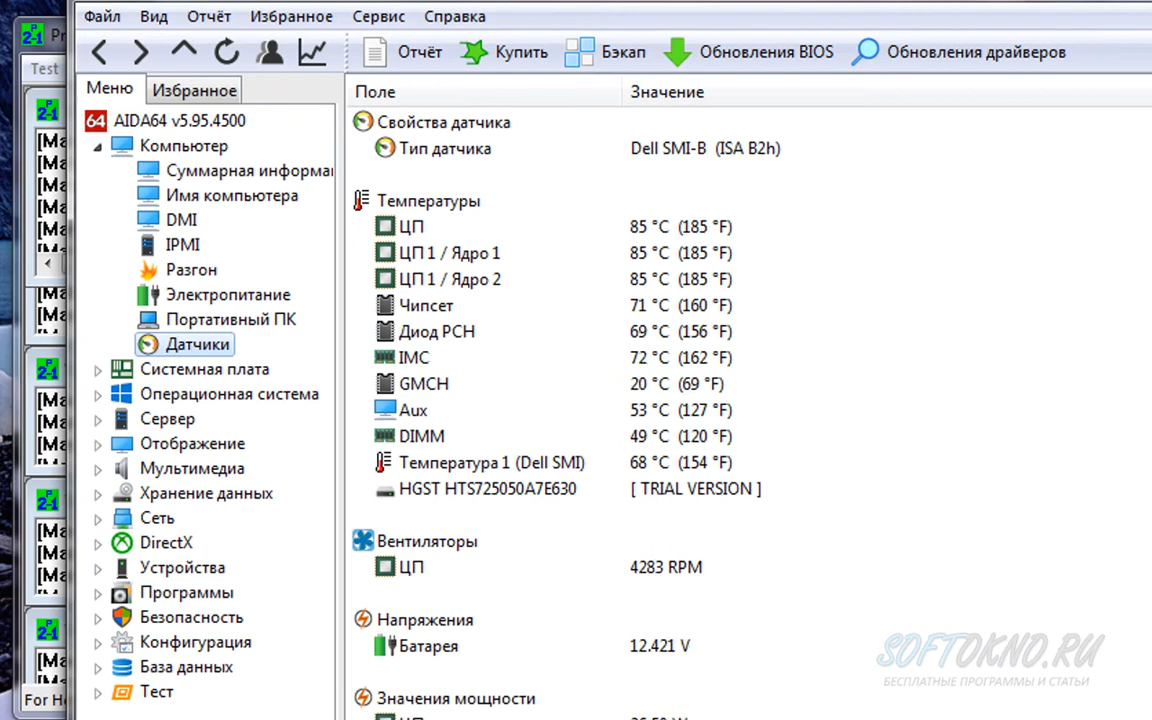 Файл Вид Отчёт Избранное Сервис Справка
Отчёт Купить Бэкап Обновления BIOS Обновления драйверов
Test
Меню Избранное
Поле Значение
64 AIDA64 v5.95.4500
Компьютер
Суммарная информа
Имя компьютера
DMI
IPMI
Разгон
Электропитание
Портативный ПК
Датчики
Системная плата
Операционная система
Сервер
Отображение
Мультимедиа
Хранение данных
Сеть
DirectX
Устройства
Программы
Безопасность
Конфигурация
База данных
Тест
Свойства датчика
Тип датчика Dell SMI-B (ISA B2h)
Температуры
ЦП 85 °C (185 °F)
ЦП 1 / Ядро 1 85 °C (185 °F)
ЦП 1 / Ядро 2 85 °C (185 °F)
Чипсет 71 °C (160 °F)
Диод PCH 69 °C (156 °F)
IMC 72 °C (162 °F)
GMCH 20 °C (69 °F)
Aux 53 °C (127 °F)
DIMM 49 °C (120 °F)
Температура 1 (Dell SMI) 68 °C (154 °F)
HGST HTS725050A7E630 [ TRIAL VERSION ]
Вентиляторы
ЦП 4283 RPM
Напряжения
Батарея 12.421 V
Значения мощности
For He
SOFTOKNO.RU
БЕСПЛАТНЫЕ ПРОГРАММЫ И СТАТЬИ